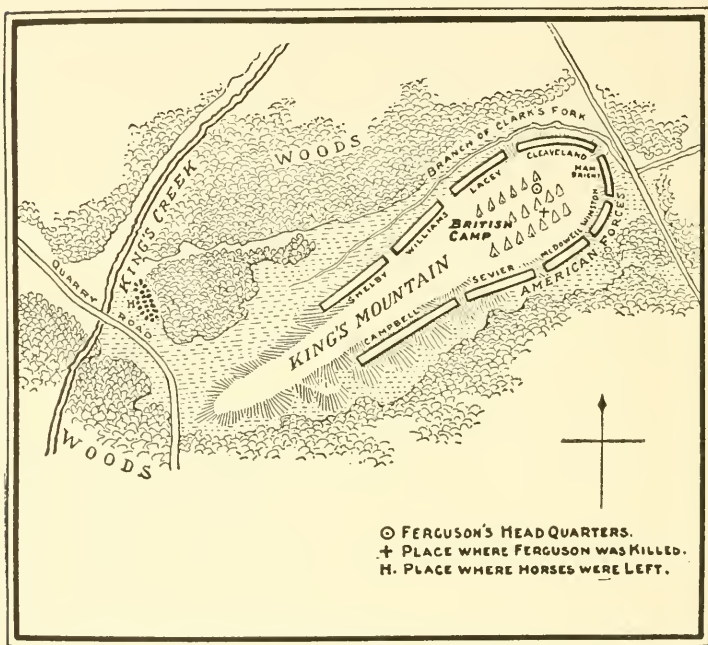 WOODS
BRANCH OF CLARK'S FORK
KING'S CREEK
QUARRY ROAD
H
SHELBY
WILLIAMS
LACEY
CLEAVELAND
HAM
BRIGHT
WINSTON
MCDOWELL
SEVIER
CAMPBELL
AMERICAN FORCES
BRITISH
CAMP
KING'S MOUNTAIN
WOODS
⊙ FERGUSON'S HEAD QUARTERS.
+ PLACE WHERE FERGUSON WAS KILLED.
H. PLACE WHERE HORSES WERE LEFT.